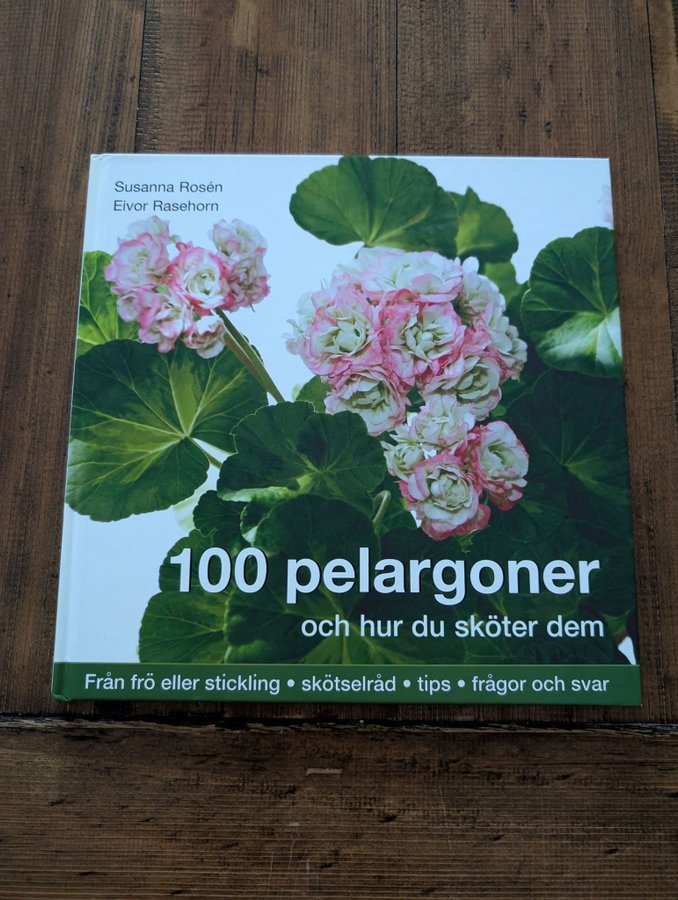 Susanna Rosén
Eivor Rasehorn
100 pelargoner
och hur du sköter dem
Från frö eller stickling • skötselråd • tips • frågor och svar